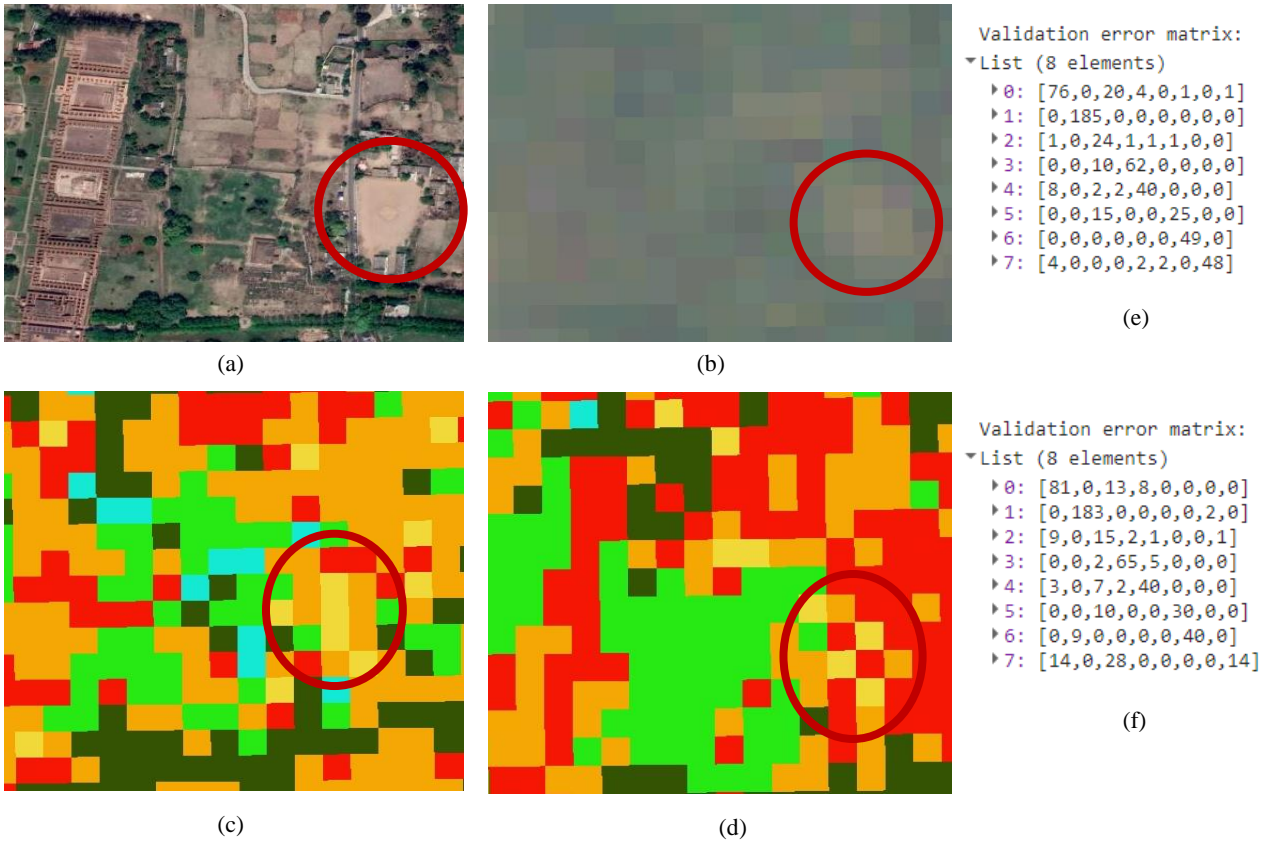 Validation error matrix:
List (8 elements)
0: [76,0,20,4,0,1,0,1]
1: [0,185,0,0,0,0,0,0]
2: [1,0,24,1,1,1,0,0]
3: [0,0,10,62,0,0,0,0]
4: [8,0,2,2,40,0,0,0]
5: [0,0,15,0,0,25,0,0]
6: [0,0,0,0,0,0,49,0]
7: [4,0,0,0,2,2,0,48]
(e)
(a)
(b)
Validation error matrix:
List (8 elements)
0: [81,0,13,8,0,0,0,0]
1: [0,183,0,0,0,0,2,0]
2: [9,0,15,2,1,0,0,1]
3: [0,0,2,65,5,0,0,0]
4: [3,0,7,2,40,0,0,0]
5: [0,0,10,0,0,30,0,0]
6: [0,9,0,0,0,0,40,0]
7: [14,0,28,0,0,0,0,14]
(f)
(c)
(d)